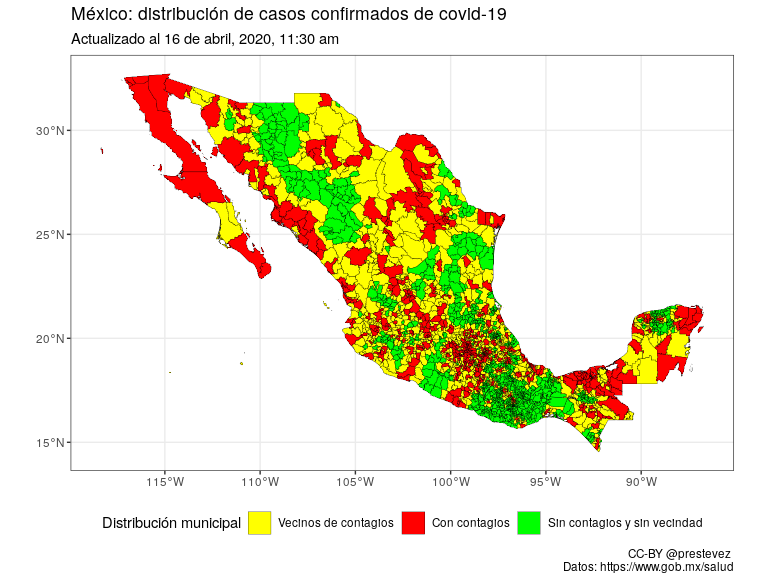 México: distribución de casos confirmados de covid-19
Actualizado al 16 de abril, 2020, 11:30 am
30°N
25°N
20°N
15°N
115°W 110°W 105°W 100°W 95°W 90°W
Distribución municipal Vecinos de contagios Con contagios Sin contagios y sin vecindad
CC-BY @prestevez
Datos: https://www.gob.mx/salud